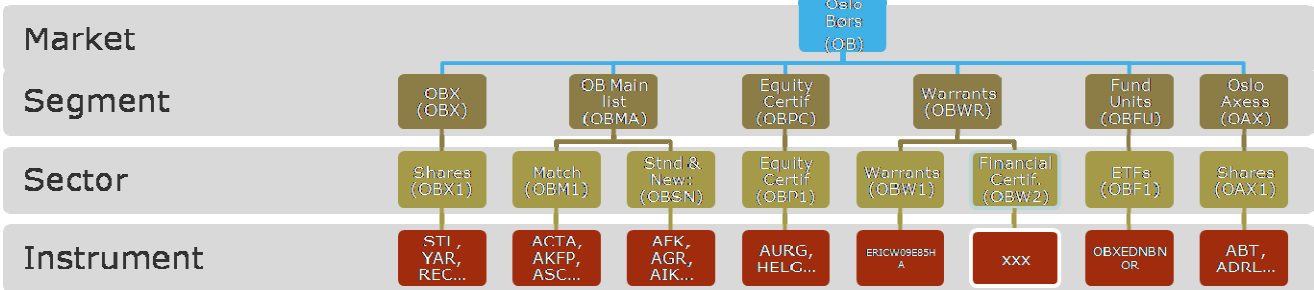 Oslo
Børs
(OB)
Market
Segment
OBX
(OBX)
OB Main
list
(OBMA)
Equity
Certif
(OBPC)
Warrants
(OBWR)
Fund
Units
(OBFU)
Oslo
Axess
(OAX)
Sector
Shares
(OBX1)
Match
(OBM1)
Stnd &
New:
(OBSN)
Equity
Certif
(OBP1)
Warrants
(OBW1)
Financial
Certif.
(OBW2)
ETFs
(OBF1)
Shares
(OAX1)
Instrument
STL,
YAR,
REC...
ACTA,
AKFP,
ASC...
AFK,
AGR,
AIK...
AURG,
HELG...
ERICW09E85H
A
xxx
OBXEDNBN
OR
ABT,
ADRL...